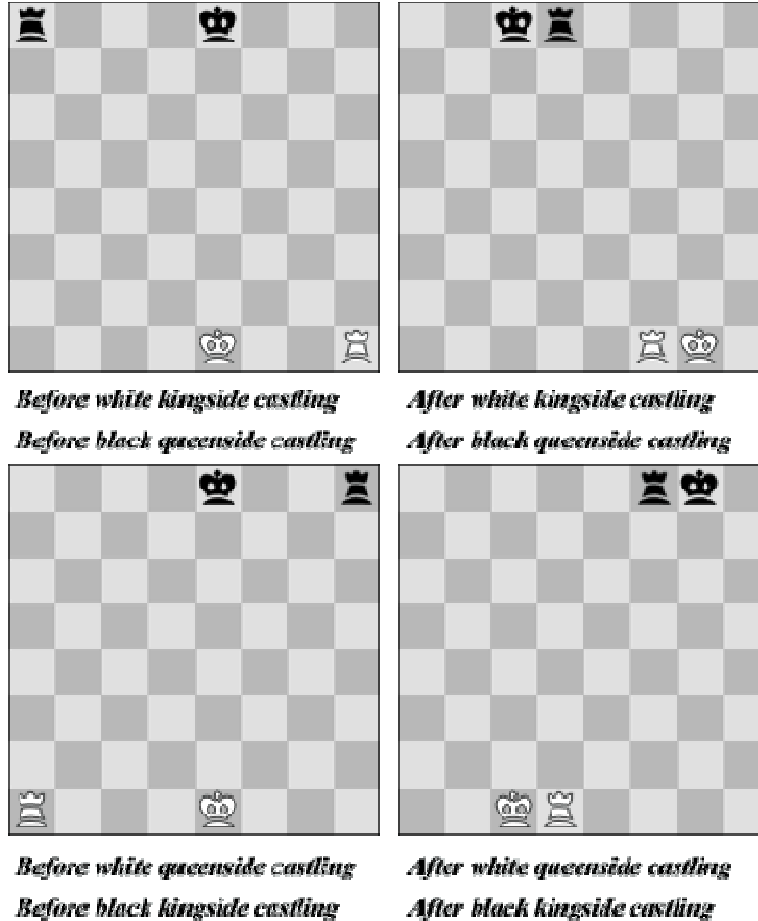 Before white kingside castling
After white kingside castling
Before black queenside castling
After black queenside castling
Before white queenside castling
After white queenside castling
Before black kingside castling
After black kingside castling